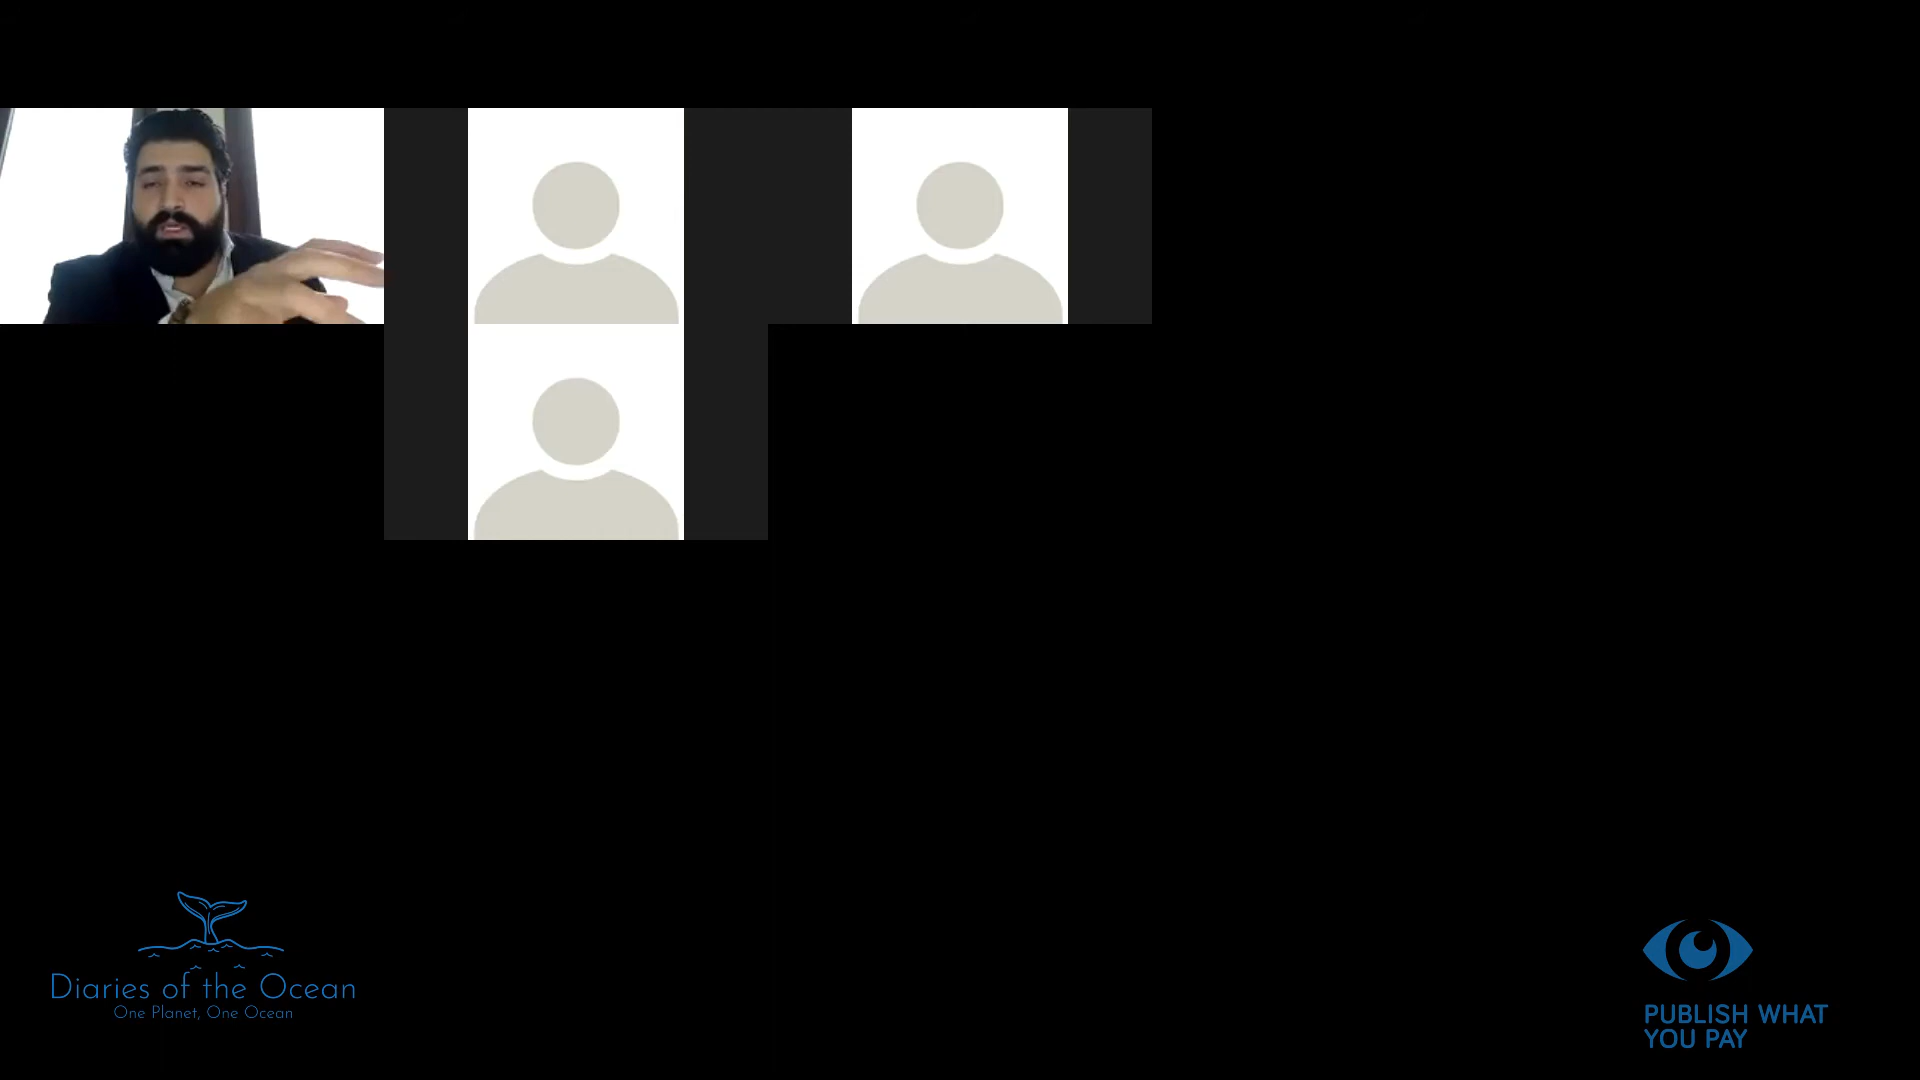 Diaries of the Ocean
One Planet, One Ocean
PUBLISH WHAT
YOU PAY